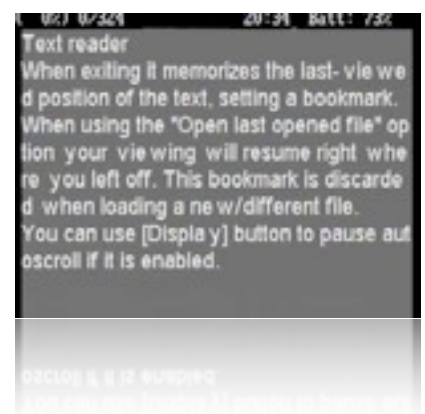 ( 0%) 0/324 20:34 Batt: 73%
Text reader
When exiting it memorizes the last- vie we
d position of the text, setting a bookmark.
When using the "Open last opened file" op
tion your vie wing will resume right whe
re you left off. This bookmark is discarde
d when loading a ne w/different file.
You can use [Displa y] button to pause aut
oscroll if it is enabled.